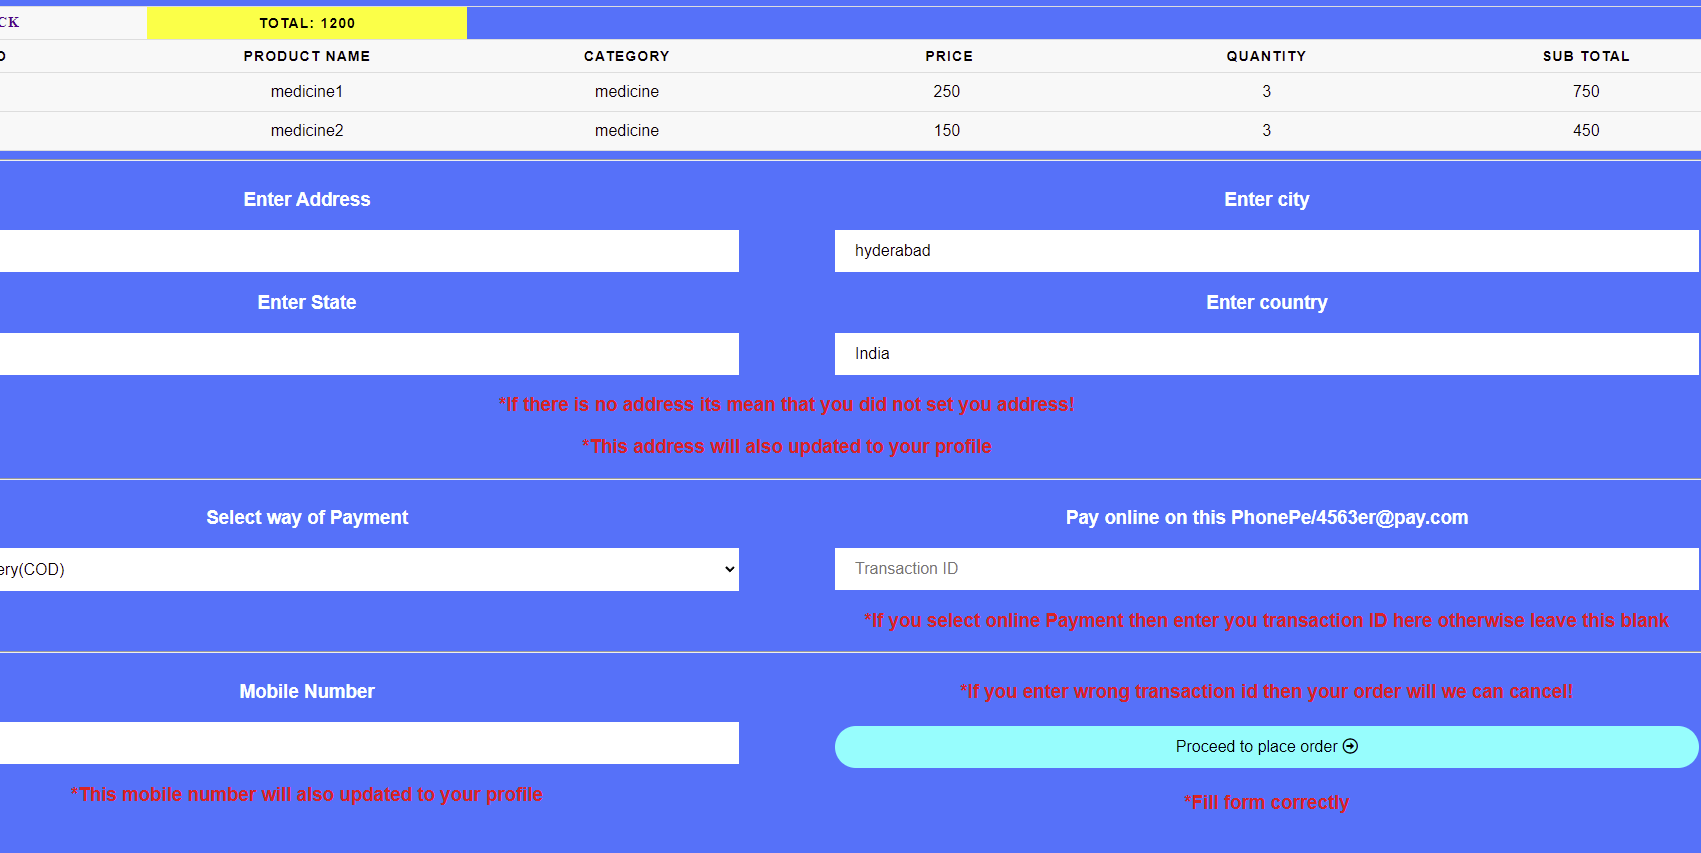 CK TOTAL: 1200
D PRODUCT NAME CATEGORY PRICE QUANTITY SUB TOTAL
medicine1 medicine 250 3 750
medicine2 medicine 150 3 450
Enter Address Enter city
hyderabad
Enter State Enter country
India
*If there is no address its mean that you did not set you address!
*This address will also updated to your profile
Select way of Payment Pay online on this PhonePe/4563er@pay.com
ery(COD) Transaction ID
*If you select online Payment then enter you transaction ID here otherwise leave this blank
Mobile Number *If you enter wrong transaction id then your order will we can cancel!
Proceed to place order
*This mobile number will also updated to your profile
*Fill form correctly